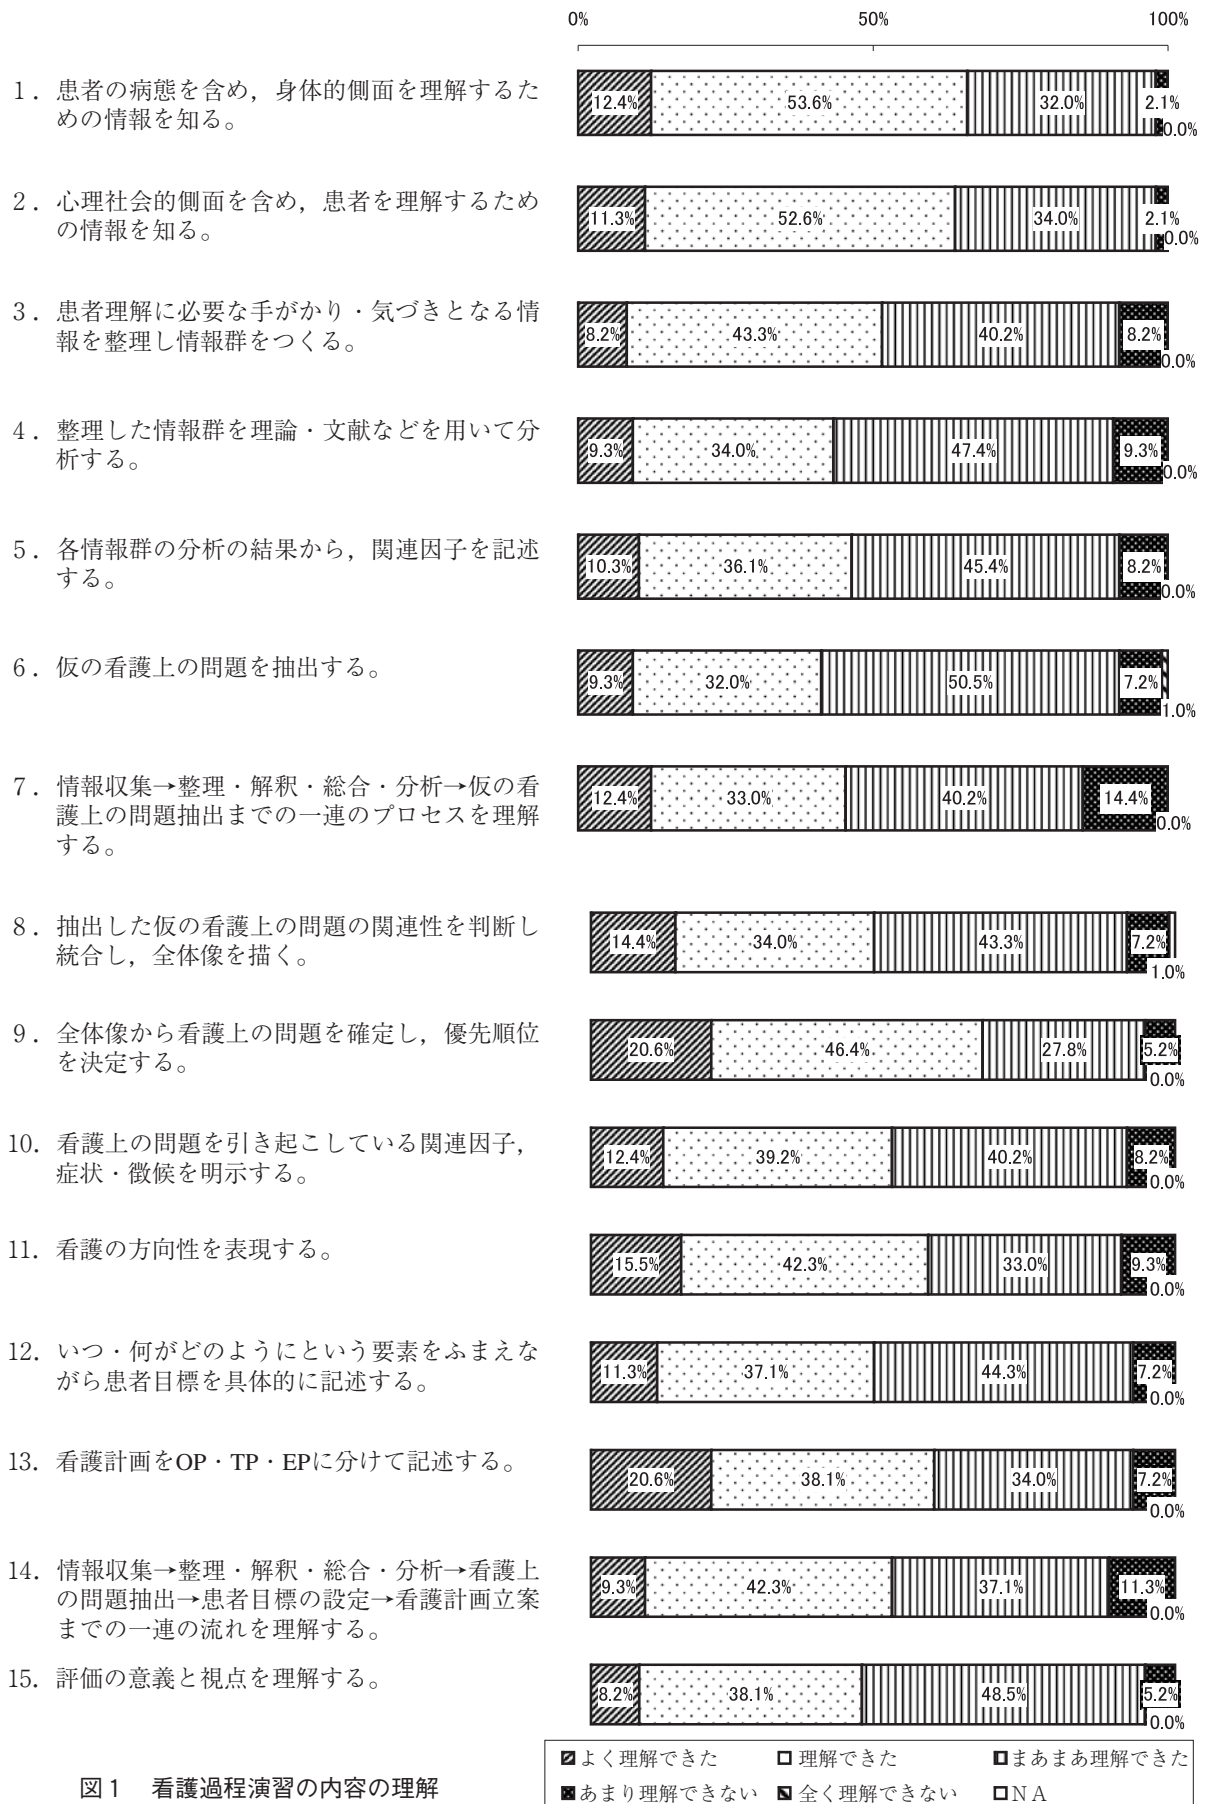 0% 50% 100%
1．患者の病態を含め，身体的側面を理解するた
めの情報を知る。
12.4% 53.6% 32.0% 2.1% 0.0%
2．心理社会的側面を含め，患者を理解するため
の情報を知る。
11.3% 52.6% 34.0% 2.1% 0.0%
3．患者理解に必要な手がかり・気づきとなる情
報を整理し情報群をつくる。
8.2% 43.3% 40.2% 8.2% 0.0%
4．整理した情報群を理論・文献などを用いて分
析する。
9.3% 34.0% 47.4% 9.3% 0.0%
5．各情報群の分析の結果から，関連因子を記述
する。
10.3% 36.1% 45.4% 8.2% 0.0%
6．仮の看護上の問題を抽出する。
9.3% 32.0% 50.5% 7.2% 1.0%
7．情報収集→整理・解釈・総合・分析→仮の看
護上の問題抽出までの一連のプロセスを理解
する。
12.4% 33.0% 40.2% 14.4% 0.0%
8．抽出した仮の看護上の問題の関連性を判断し
統合し，全体像を描く。
14.4% 34.0% 43.3% 7.2% 1.0%
9．全体像から看護上の問題を確定し，優先順位
を決定する。
20.6% 46.4% 27.8% 5.2% 0.0%
10．看護上の問題を引き起こしている関連因子，
症状・徴候を明示する。
12.4% 39.2% 40.2% 8.2% 0.0%
11．看護の方向性を表現する。
15.5% 42.3% 33.0% 9.3% 0.0%
12．いつ・何がどのようにという要素をふまえな
がら患者目標を具体的に記述する。
11.3% 37.1% 44.3% 7.2% 0.0%
13．看護計画をOP・TP・EPに分けて記述する。
20.6% 38.1% 34.0% 7.2% 0.0%
14．情報収集→整理・解釈・総合・分析→看護上
の問題抽出→患者目標の設定→看護計画立案
までの一連の流れを理解する。
9.3% 42.3% 37.1% 11.3% 0.0%
15．評価の意義と視点を理解する。
8.2% 38.1% 48.5% 5.2% 0.0%
よく理解できた 理解できた まあまあ理解できた
あまり理解できない 全く理解できない NA
図1 看護過程演習の内容の理解